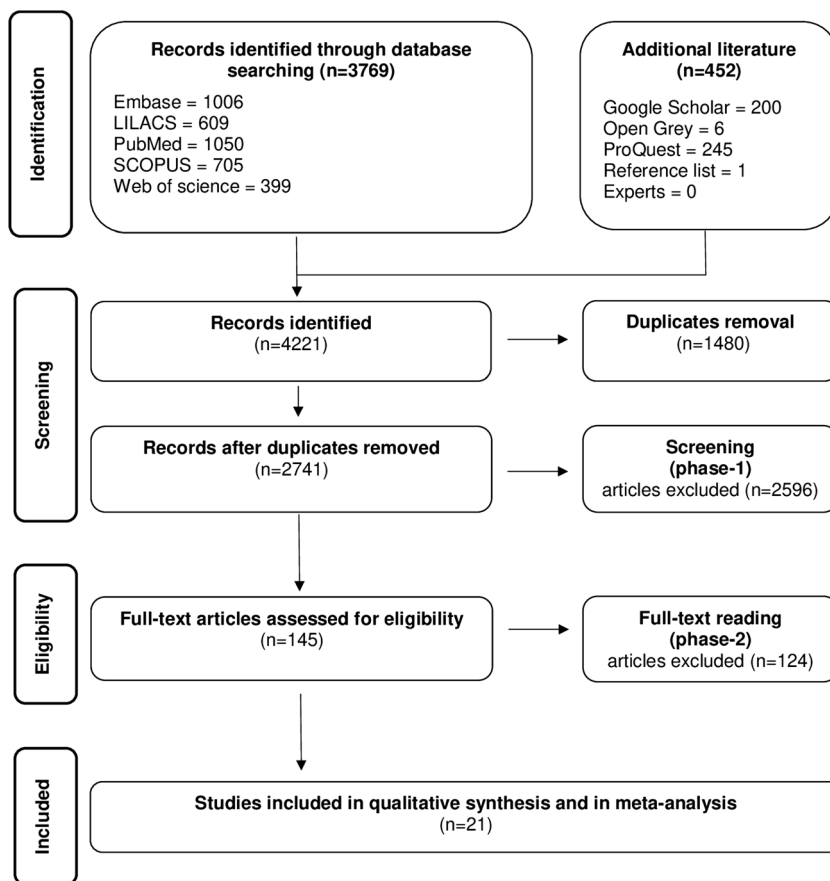 Identification
Records identified through database
searching (n=3769)
Embase = 1006
LILACS = 609
PubMed = 1050
SCOPUS = 705
Web of science = 399
Additional literature
(n=452)
Google Scholar = 200
Open Grey = 6
ProQuest = 245
Reference list = 1
Experts = 0
Screening
Records identified
(n=4221)
Duplicates removal
(n=1480)
Records after duplicates removed
(n=2741)
Screening
(phase-1)
articles excluded (n=2596)
Eligibility
Full-text articles assessed for eligibility
(n=145)
Full-text reading
(phase-2)
articles excluded (n=124)
Included
Studies included in qualitative synthesis and in meta-analysis
(n=21)